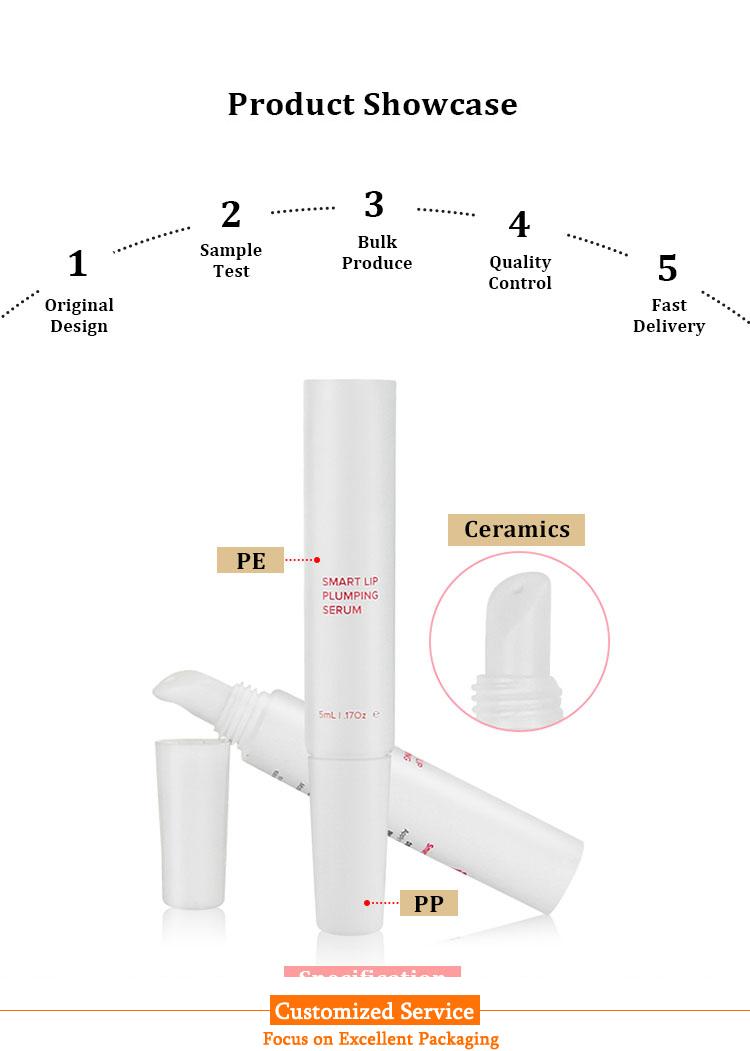 Product Showcase
1
Original
Design
2
Sample
Test
3
Bulk
Produce
4
Quality
Control
5
Fast
Delivery
Ceramics
PE
SMART LIP
PLUMPING
SERUM
5mL | .17Oz ℮
PP
Specification
Customized Service
Focus on Excellent Packaging